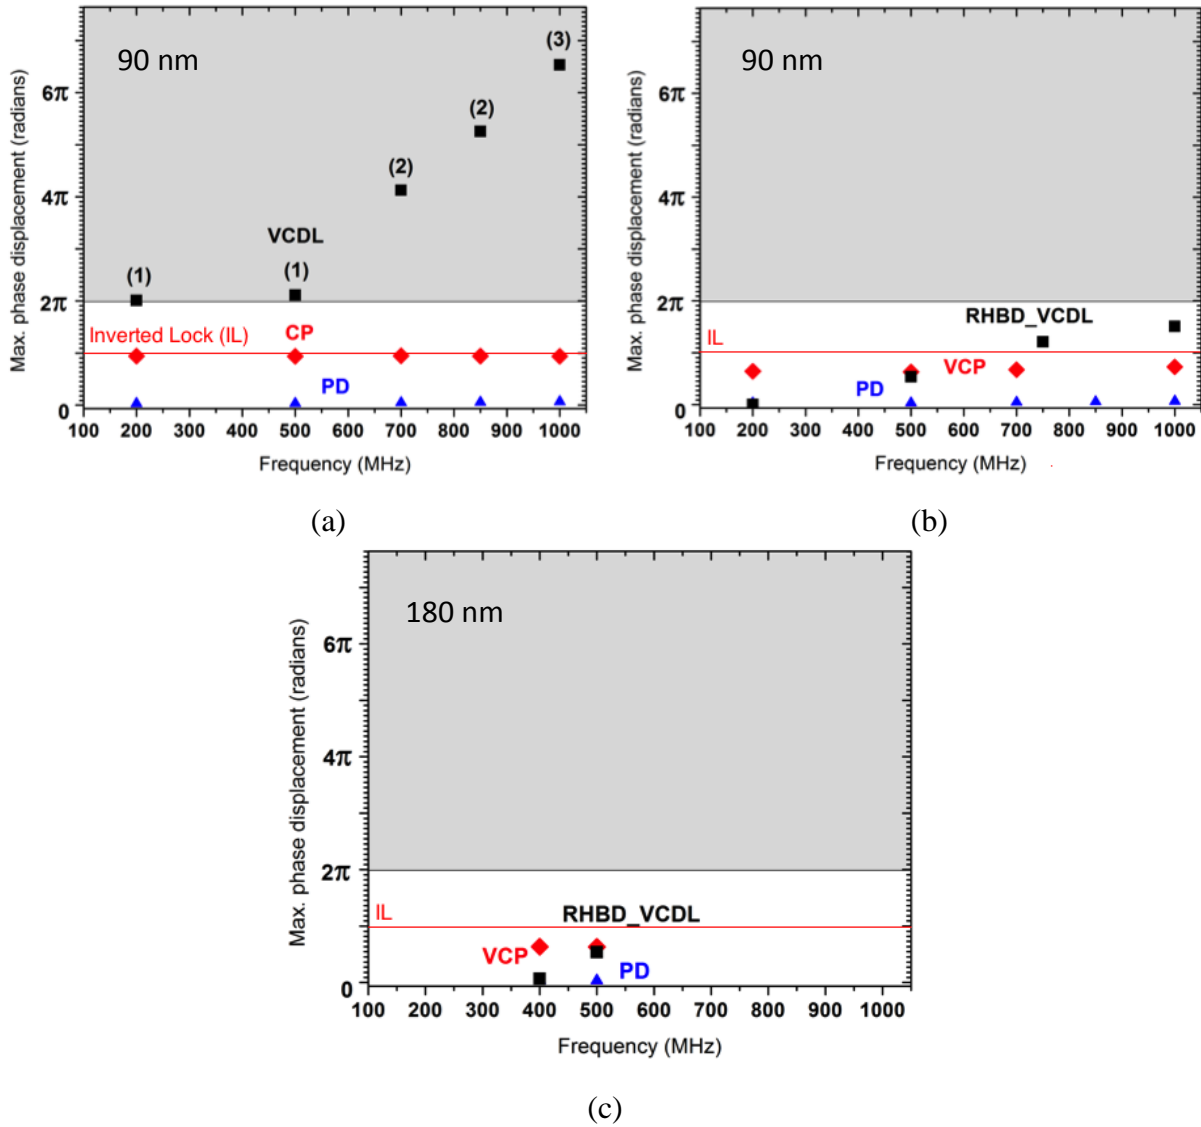 90 nm
Max. phase displacement (radians)
6π
4π
2π
0
(3)
(2)
(2)
VCDL
(1)
(1)
Inverted Lock (IL)
CP
PD
100 200 300 400 500 600 700 800 900 1000
Frequency (MHz)
(a)
90 nm
Max. phase displacement (radians)
6π
4π
2π
0
RHBD_VCDL
IL
VCP
PD
100 200 300 400 500 600 700 800 900 1000
Frequency (MHz)
(b)
180 nm
Max. phase displacement (radians)
6π
4π
2π
0
IL
RHBD_VCDL
VCP
PD
100 200 300 400 500 600 700 800 900 1000
Frequency (MHz)
(c)